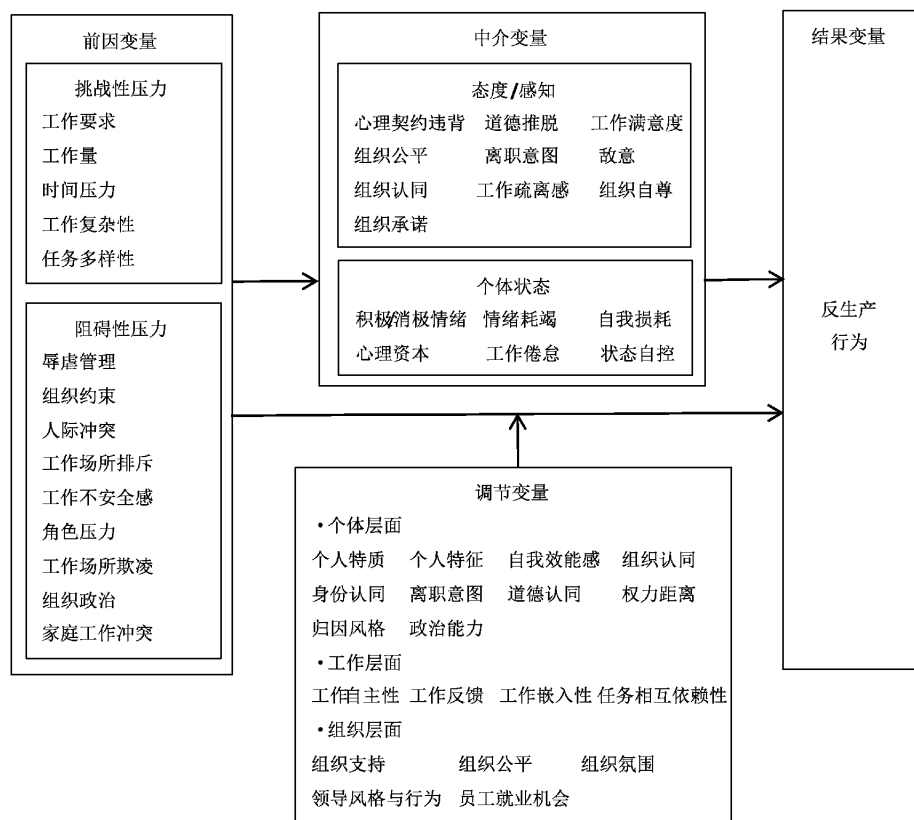 前因变量
挑战性压力
工作要求
工作量
时间压力
工作复杂性
任务多样性
阻碍性压力
辱虐管理
组织约束
人际冲突
工作场所排斥
工作不安全感
角色压力
工作场所欺凌
组织政治
家庭工作冲突
中介变量
态度/感知
心理契约违背 道德推脱 工作满意度
组织公平 离职意图 敌意
组织认同 工作疏离感 组织自尊
组织承诺
个体状态
积极/消极情绪 情绪耗竭 自我损耗
心理资本 工作倦怠 状态自控
调节变量
·个体层面
个人特质 个人特征 自我效能感 组织认同
身份认同 离职意图 道德认同 权力距离
归因风格 政治能力
·工作层面
工作自主性 工作反馈 工作嵌入性 任务相互依赖性
·组织层面
组织支持 组织公平 组织氛围
领导风格与行为 员工就业机会
结果变量
反生产
行为